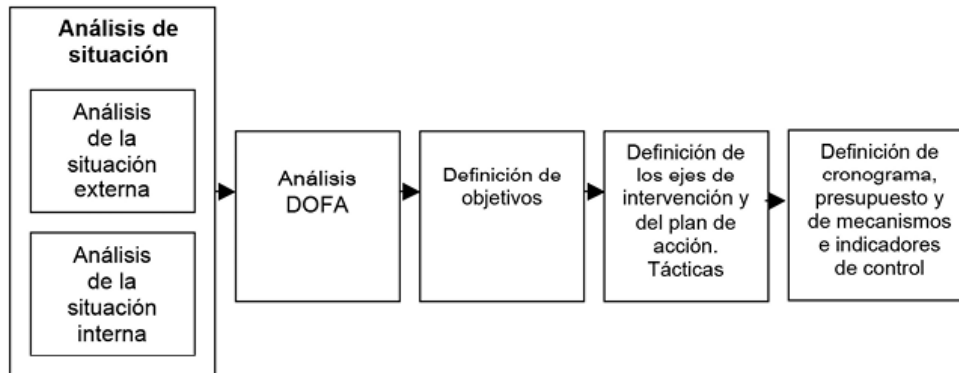 Análisis de
situación
Análisis
de la
situación
externa
Análisis
de la
situación
interna
Análisis
DOFA
Definición de
objetivos
Definición de
los ejes de
intervención y
del plan de
acción.
Tácticas
Definición de
cronograma,
presupuesto y
de mecanismos
e indicadores
de control